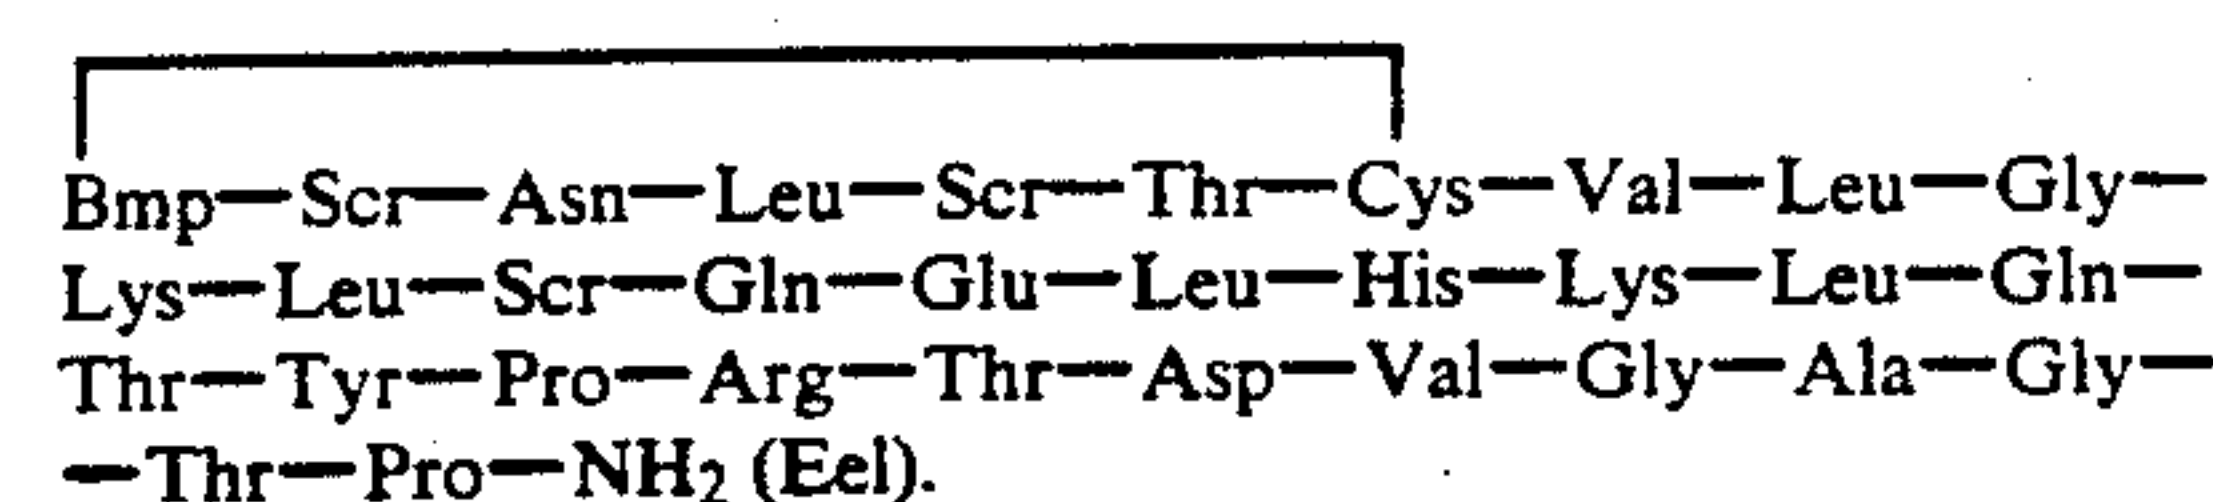 Bmp—Scr—Asn—Leu—Scr—Thr—Cys—Val—Leu—Gly—
Lys—Leu—Scr—Gln—Glu—Leu—His—Lys—Leu—Gln—
Thr—Tyr—Pro—Arg—Thr—Asp—Val—Gly—Ala—Gly—
—Thr—Pro—NH₂ (Eel).